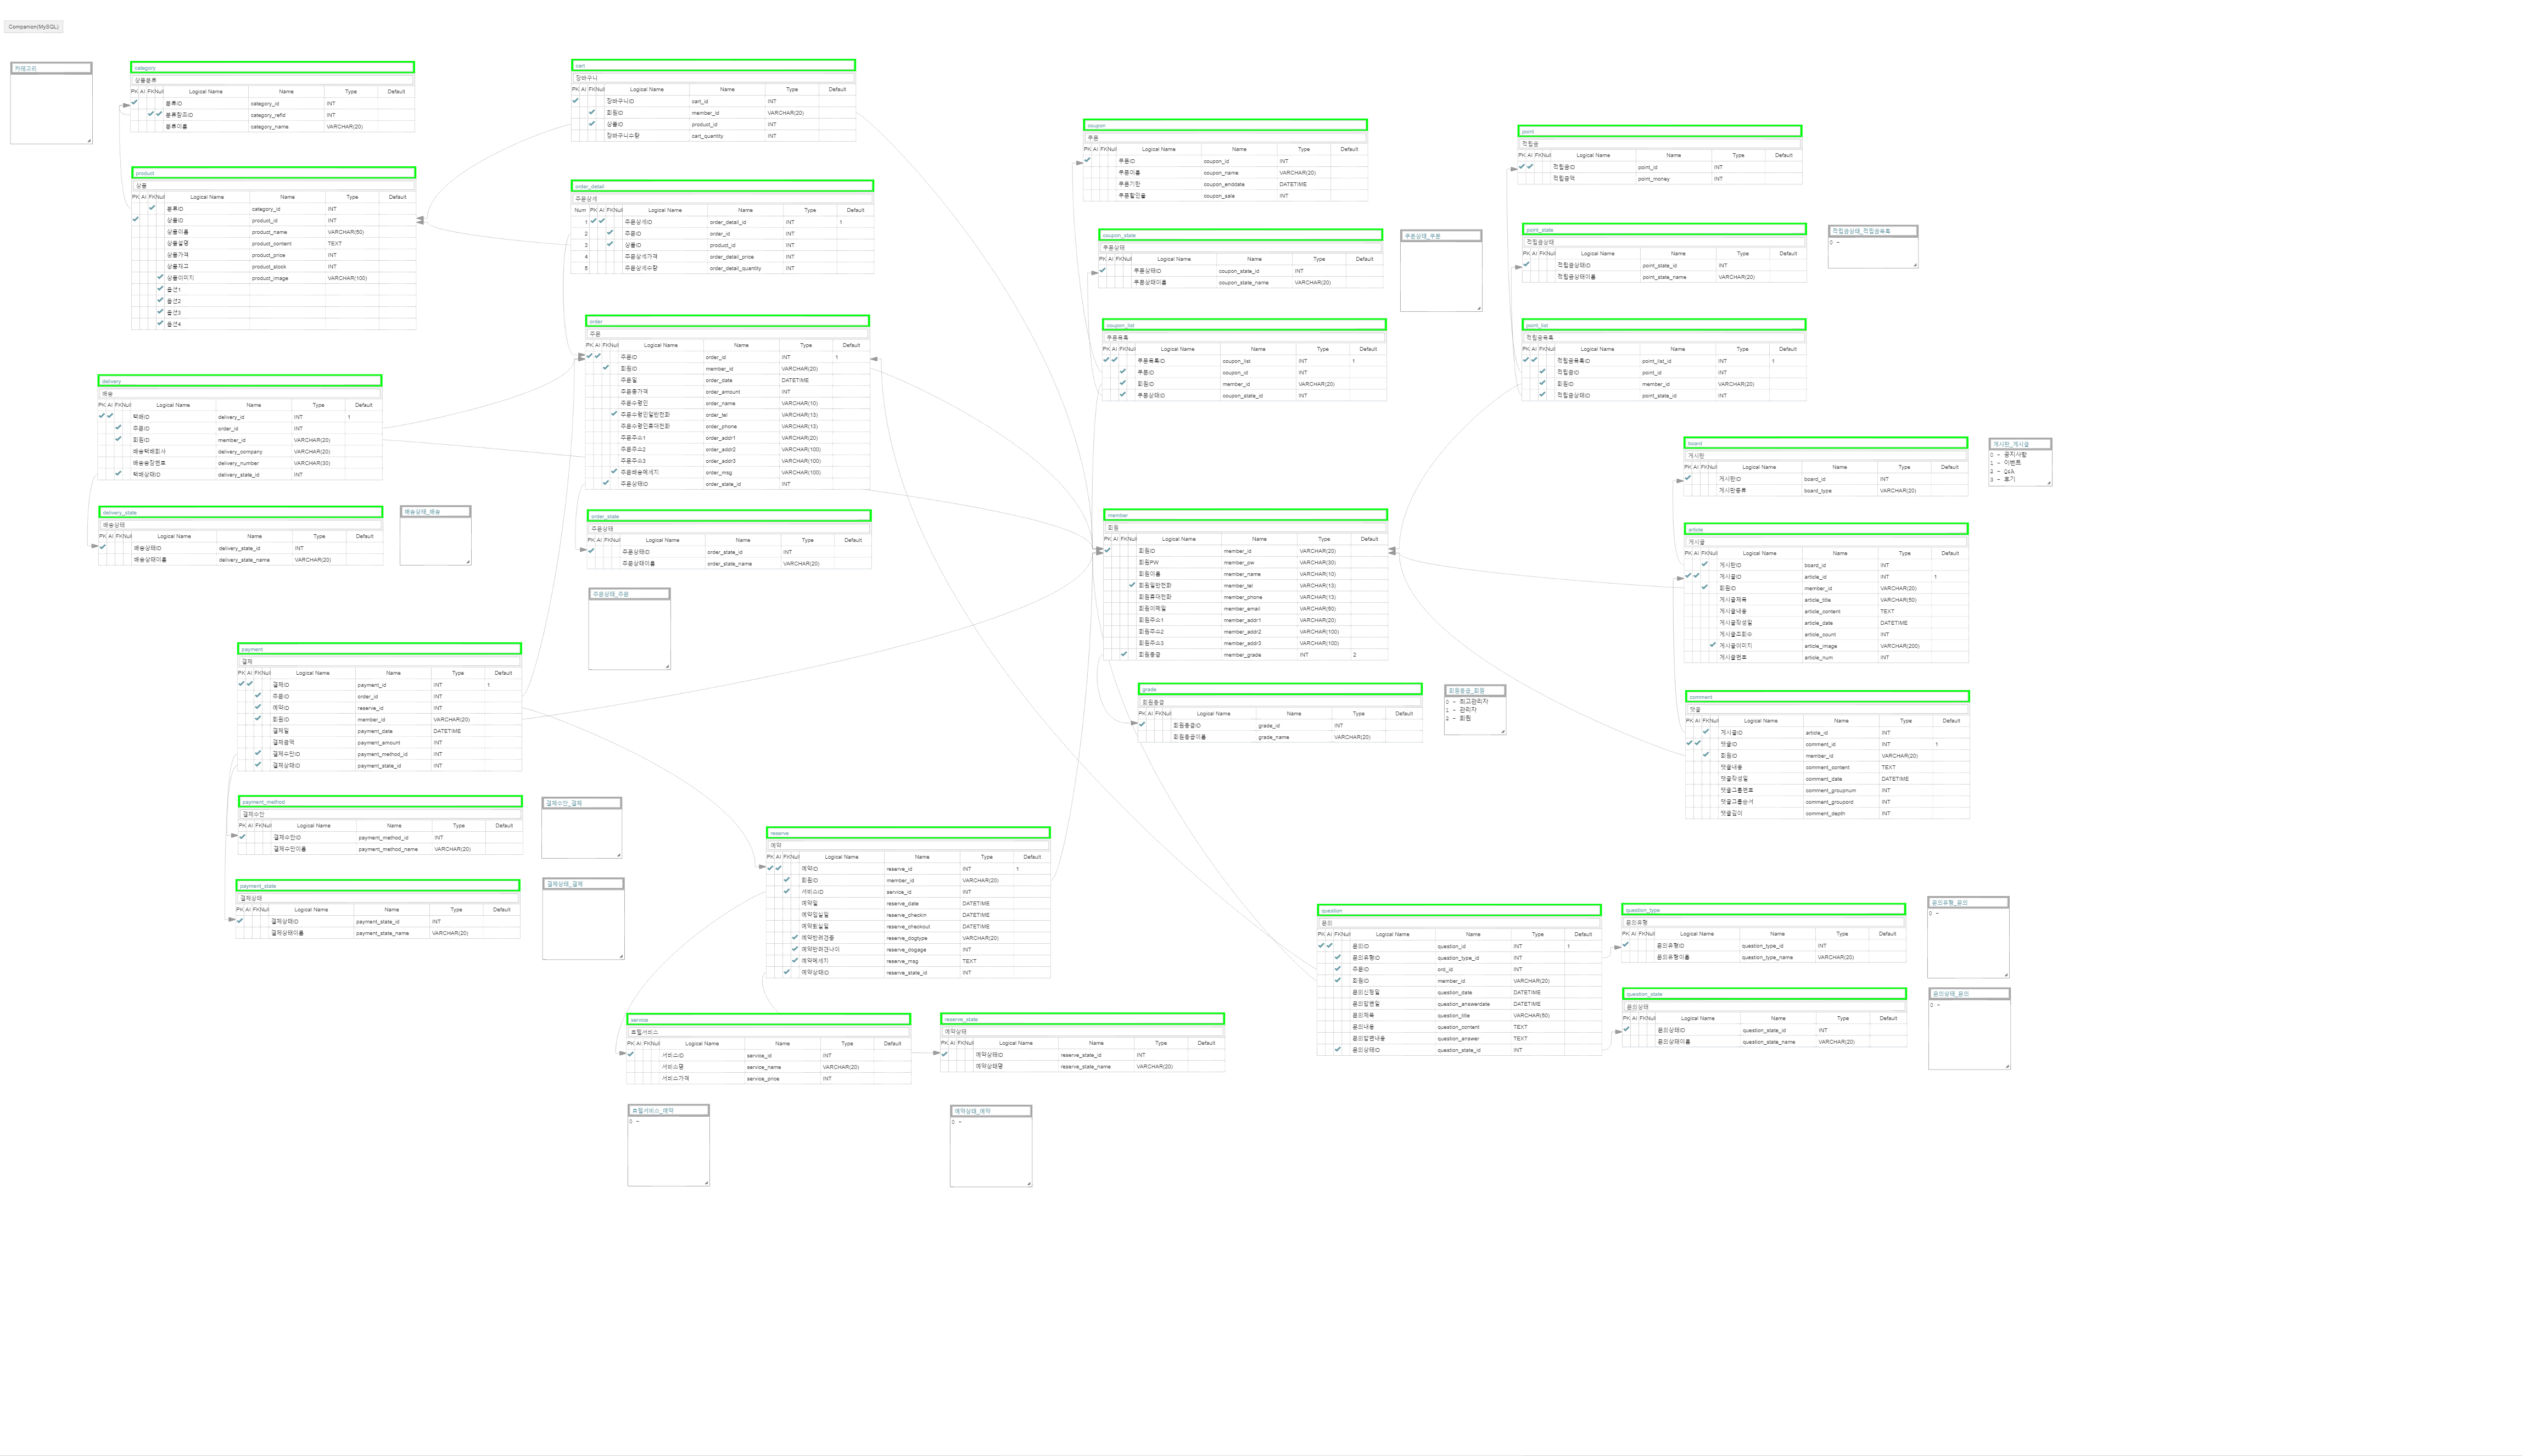 Companion(MySQL)
카테고리
category
상품분류
PK AI FK Null Logical Name Name Type Default
분류ID category_id INT
분류참조ID category_refid INT
분류이름 category_name VARCHAR(20)
product
상품
PK AI FK Null Logical Name Name Type Default
분류ID category_id INT
상품ID product_id INT
상품이름 product_name VARCHAR(50)
상품설명 product_content TEXT
상품가격 product_price INT
상품재고 product_stock INT
상품이미지 product_image VARCHAR(100)
옵션1
옵션2
옵션3
옵션4
cart
장바구니
PK AI FK Null Logical Name Name Type Default
장바구니ID cart_id INT
회원ID member_id VARCHAR(20)
상품ID product_id INT
장바구니수량 cart_quantity INT
order_detail
주문상세
Num PK AI FK Null Logical Name Name Type Default
1 주문상세ID order_detail_id INT 1
2 주문ID order_id INT
3 상품ID product_id INT
4 주문상세가격 order_detail_price INT
5 주문상세수량 order_detail_quantity INT
order
주문
PK AI FK Null Logical Name Name Type Default
주문ID order_id INT 1
회원ID member_id VARCHAR(20)
주문일 order_date DATETIME
주문총가격 order_amount INT
주문수령인 order_name VARCHAR(10)
주문수령인일반전화 order_tel VARCHAR(13)
주문수령인휴대전화 order_phone VARCHAR(13)
주문주소1 order_addr1 VARCHAR(20)
주문주소2 order_addr2 VARCHAR(100)
주문주소3 order_addr3 VARCHAR(100)
주문배송메세지 order_msg VARCHAR(100)
주문상태ID order_state_id INT
order_state
주문상태
PK AI FK Null Logical Name Name Type Default
주문상태ID order_state_id INT
주문상태이름 order_state_name VARCHAR(20)
주문상태_주문
delivery
배송
PK AI FK Null Logical Name Name Type Default
택배ID delivery_id INT 1
주문ID order_id INT
회원ID member_id VARCHAR(20)
배송택배회사 delivery_company VARCHAR(20)
배송송장번호 delivery_number VARCHAR(30)
택배상태ID delivery_state_id INT
delivery_state
배송상태
PK AI FK Null Logical Name Name Type Default
배송상태ID delivery_state_id INT
배송상태이름 delivery_state_name VARCHAR(20)
배송상태_배송
payment
결제
PK AI FK Null Logical Name Name Type Default
결제ID payment_id INT 1
주문ID order_id INT
예약ID reserve_id INT
회원ID member_id VARCHAR(20)
결제일 payment_date DATETIME
결제금액 payment_amount INT
결제수단ID payment_method_id INT
결제상태ID payment_state_id INT
payment_method
결제수단
PK AI FK Null Logical Name Name Type Default
결제수단ID payment_method_id INT
결제수단이름 payment_method_name VARCHAR(20)
결제수단_결제
payment_state
결제상태
PK AI FK Null Logical Name Name Type Default
결제상태ID payment_state_id INT
결제상태이름 payment_state_name VARCHAR(20)
결제상태_결제
coupon
쿠폰
PK AI FK Null Logical Name Name Type Default
쿠폰ID coupon_id INT
쿠폰이름 coupon_name VARCHAR(20)
쿠폰기한 coupon_enddate DATETIME
쿠폰할인율 coupon_sale INT
coupon_state
쿠폰상태
PK AI FK Null Logical Name Name Type Default
쿠폰상태ID coupon_state_id INT
쿠폰상태이름 coupon_state_name VARCHAR(20)
쿠폰상태_쿠폰
coupon_list
쿠폰목록
PK AI FK Null Logical Name Name Type Default
쿠폰목록ID coupon_list INT 1
쿠폰ID coupon_id INT
회원ID member_id VARCHAR(20)
쿠폰상태ID coupon_state_id INT
point
적립금
PK AI FK Null Logical Name Name Type Default
적립금ID point_id INT
적립금액 point_money INT
point_state
적립금상태
PK AI FK Null Logical Name Name Type Default
적립금상태ID point_state_id INT
적립금상태이름 point_state_name VARCHAR(20)
적립금상태_적립금목록
0 -
point_list
적립금목록
PK AI FK Null Logical Name Name Type Default
적립금목록ID point_list_id INT 1
적립금ID point_id INT
회원ID member_id VARCHAR(20)
적립금상태ID point_state_id INT
member
회원
PK AI FK Null Logical Name Name Type Default
회원ID member_id VARCHAR(20)
회원PW member_pw VARCHAR(30)
회원이름 member_name VARCHAR(10)
회원일반전화 member_tel VARCHAR(13)
회원휴대전화 member_phone VARCHAR(13)
회원이메일 member_email VARCHAR(50)
회원주소1 member_addr1 VARCHAR(20)
회원주소2 member_addr2 VARCHAR(100)
회원주소3 member_addr3 VARCHAR(100)
회원등급 member_grade INT 2
grade
회원등급
PK AI FK Null Logical Name Name Type Default
회원등급ID grade_id INT
회원등급이름 grade_name VARCHAR(20)
회원등급_회원
0 - 최고관리자
1 - 관리자
2 - 회원
board
게시판
PK AI FK Null Logical Name Name Type Default
게시판ID board_id INT
게시판종류 board_type VARCHAR(20)
게시판_게시글
0 - 공지사항
1 - 이벤트
2 - Q&A
3 - 후기
article
게시글
PK AI FK Null Logical Name Name Type Default
게시판ID board_id INT
게시글ID article_id INT 1
회원ID member_id VARCHAR(20)
게시글제목 article_title VARCHAR(50)
게시글내용 article_content TEXT
게시글작성일 article_date DATETIME
게시글조회수 article_count INT
게시글이미지 article_image VARCHAR(200)
게시글번호 article_num INT
comment
댓글
PK AI FK Null Logical Name Name Type Default
게시글ID article_id INT
댓글ID comment_id INT 1
회원ID member_id VARCHAR(20)
댓글내용 comment_content TEXT
댓글작성일 comment_date DATETIME
댓글그룹번호 comment_groupnum INT
댓글그룹순서 comment_groupord INT
댓글깊이 comment_depth INT
reserve
예약
PK AI FK Null Logical Name Name Type Default
예약ID reserve_id INT 1
회원ID member_id VARCHAR(20)
서비스ID service_id INT
예약일 reserve_date DATETIME
예약입실일 reserve_checkin DATETIME
예약퇴실일 reserve_checkout DATETIME
예약반려견종 reserve_dogtype VARCHAR(20)
예약반려견나이 reserve_dogage INT
예약메세지 reserve_msg TEXT
예약상태ID reserve_state_id INT
service
호텔서비스
PK AI FK Null Logical Name Name Type Default
서비스ID service_id INT
서비스명 service_name VARCHAR(20)
서비스가격 service_price INT
호텔서비스_예약
0 -
reserve_state
예약상태
PK AI FK Null Logical Name Name Type Default
예약상태ID reserve_state_id INT
예약상태명 reserve_state_name VARCHAR(20)
예약상태_예약
0 -
question
문의
PK AI FK Null Logical Name Name Type Default
문의ID question_id INT 1
문의유형ID question_type_id INT
주문ID ord_id INT
회원ID member_id VARCHAR(20)
문의신청일 question_date DATETIME
문의답변일 question_answerdate DATETIME
문의제목 question_title VARCHAR(50)
문의내용 question_content TEXT
문의답변내용 question_answer TEXT
문의상태ID question_state_id INT
question_type
문의유형
PK AI FK Null Logical Name Name Type Default
문의유형ID question_type_id INT
문의유형이름 question_type_name VARCHAR(20)
문의유형_문의
0 -
question_state
문의상태
PK AI FK Null Logical Name Name Type Default
문의상태ID question_state_id INT
문의상태이름 question_state_name VARCHAR(20)
문의상태_문의
0 -